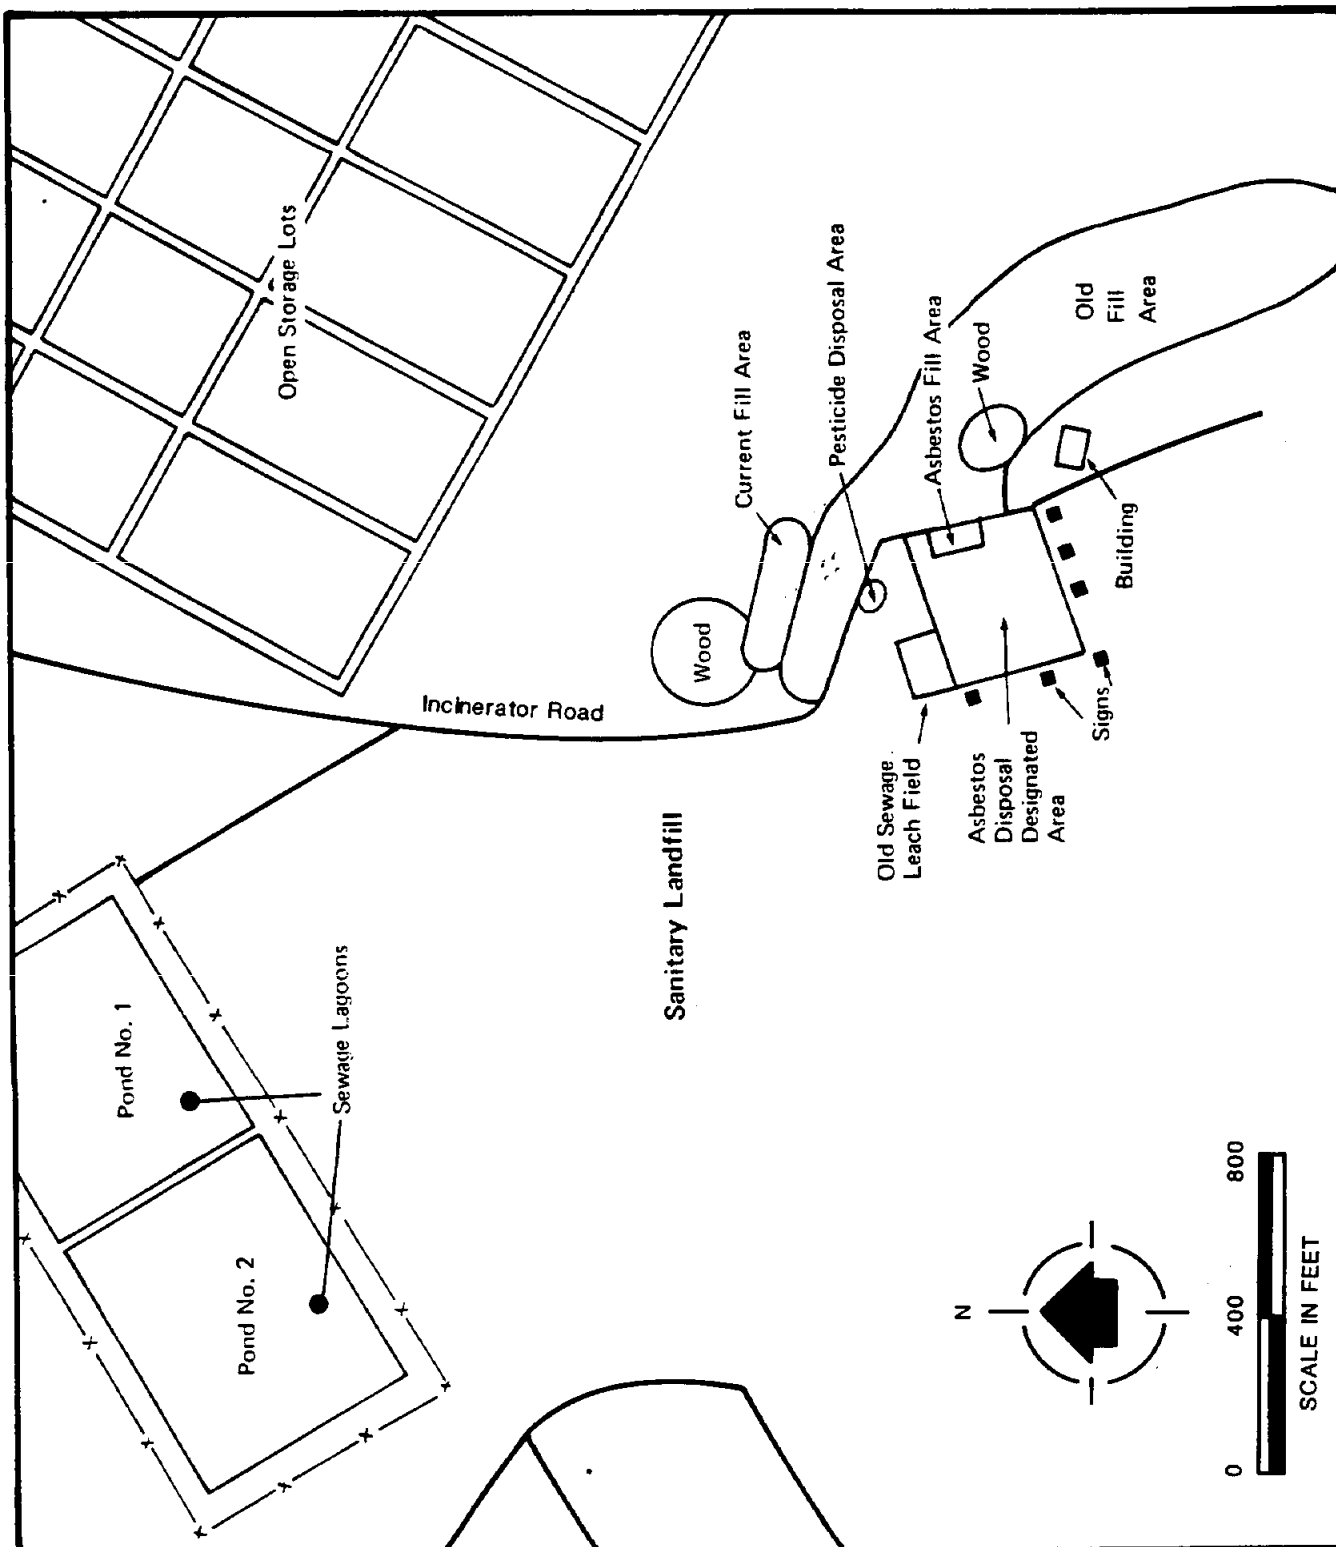 Open Storage Lots
Current Fill Area
Pesticide Disposal Area
Asbestos Fill Area
Wood
Old
Fill
Area
Wood
Incinerator Road
Building
Signs
Old Sewage
Leach Field
Asbestos
Disposal
Designated
Area
Sanitary Landfill
Pond No. 1
Sewage Lagoons
Pond No. 2
N
0 400 800
SCALE IN FEET